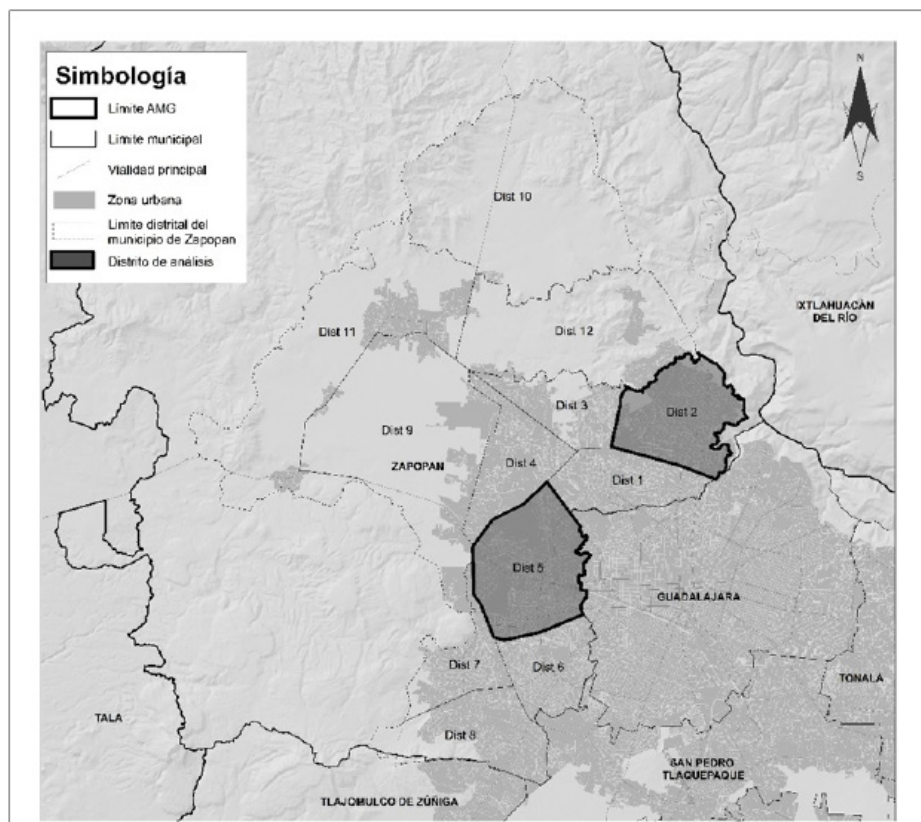 Simbología
Límite AMG
Límite municipal
Vialidad principal
Zona urbana
Límite distrital del
municipio de Zapopan
Distrito de análisis
N
S
Dist 10
IXTLAHUACÁN
DEL RÍO
Dist 11
Dist 12
Dist 3
Dist 2
Dist 9
ZAPOPAN
Dist 4
Dist 1
Dist 5
GUADALAJARA
Dist 7
Dist 6
TONALA
TALA
Dist 8
SAN PEDRO
TLAQUEPAQUE
TLAJOMULCO DE ZÚÑIGA